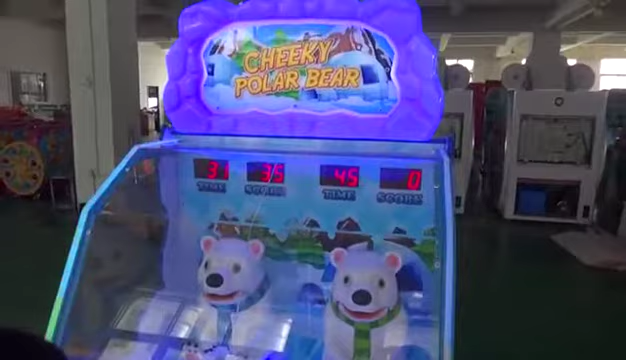 CHEEKY
POLAR BEAR
31 35 45 0
TIME SCORE TIME SCORE